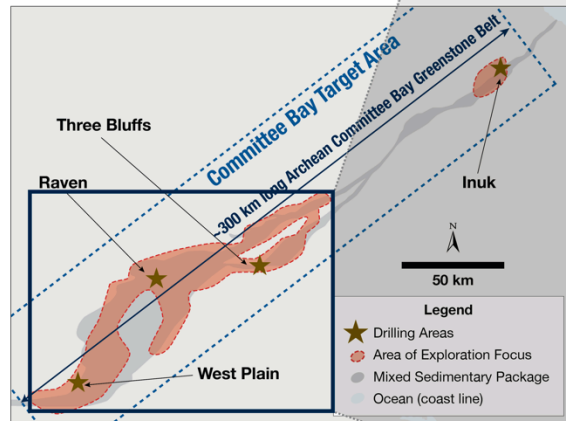 Committee Bay Target Area
~300 km long Archean Committee Bay Greenstone Belt
Three Bluffs
Raven
Inuk
West Plain
N
50 km
Legend
Drilling Areas
Area of Exploration Focus
Mixed Sedimentary Package
Ocean (coast line)